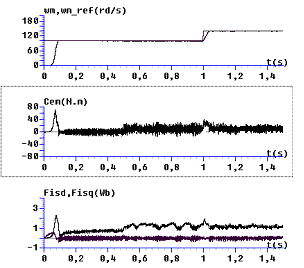 wm,wm_ref(rd/s)
180
120
60
0
t(s)
0 0,2 0,4 0,6 0,8 1 1,2 1,4
Cem(N.m)
80
40
0
-40
-80
t(s)
0 0,2 0,4 0,6 0,8 1 1,2 1,4
Fisd,Fisq(Wb)
3
1
-1
t(s)
0 0,2 0,4 0,6 0,8 1 1,2 1,4